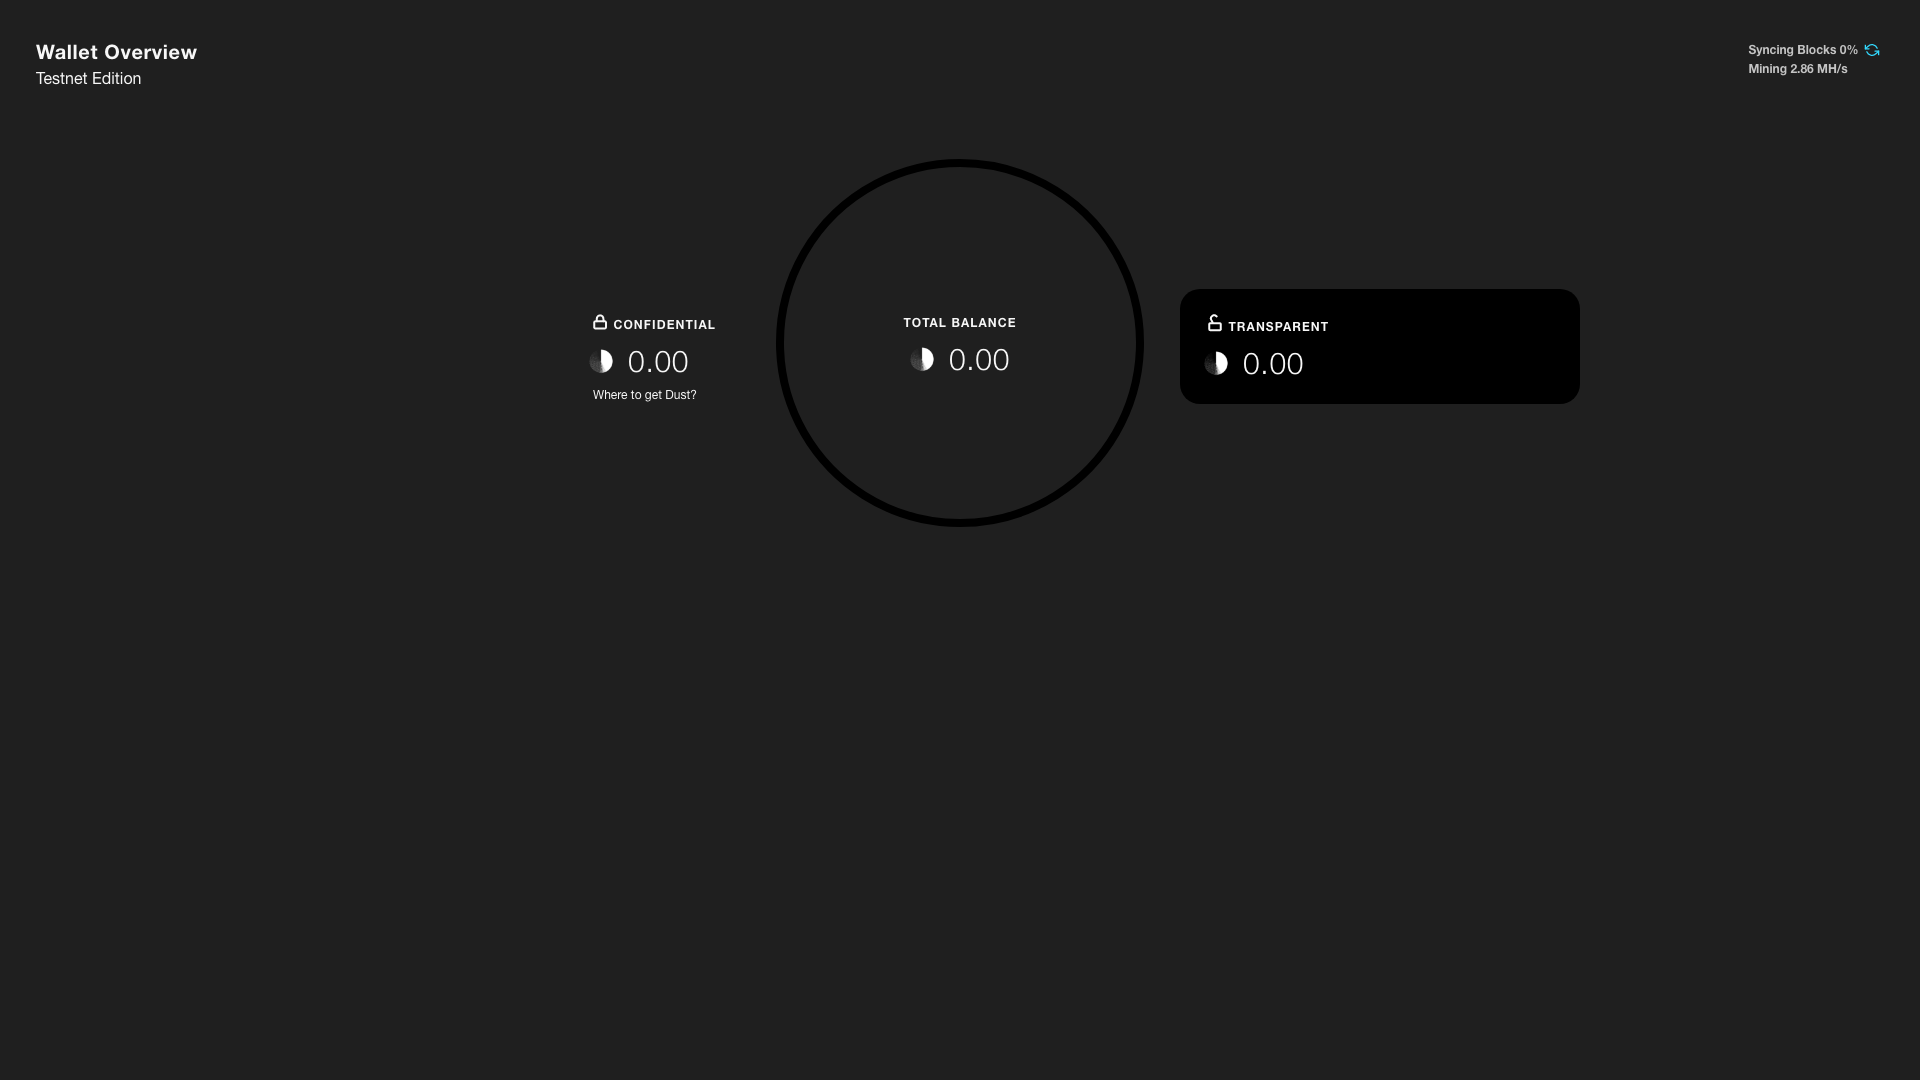 Wallet Overview
Testnet Edition
Syncing Blocks 0%
Mining 2.86 MH/s
CONFIDENTIAL
0.00
Where to get Dust?
TOTAL BALANCE
0.00
TRANSPARENT
0.00